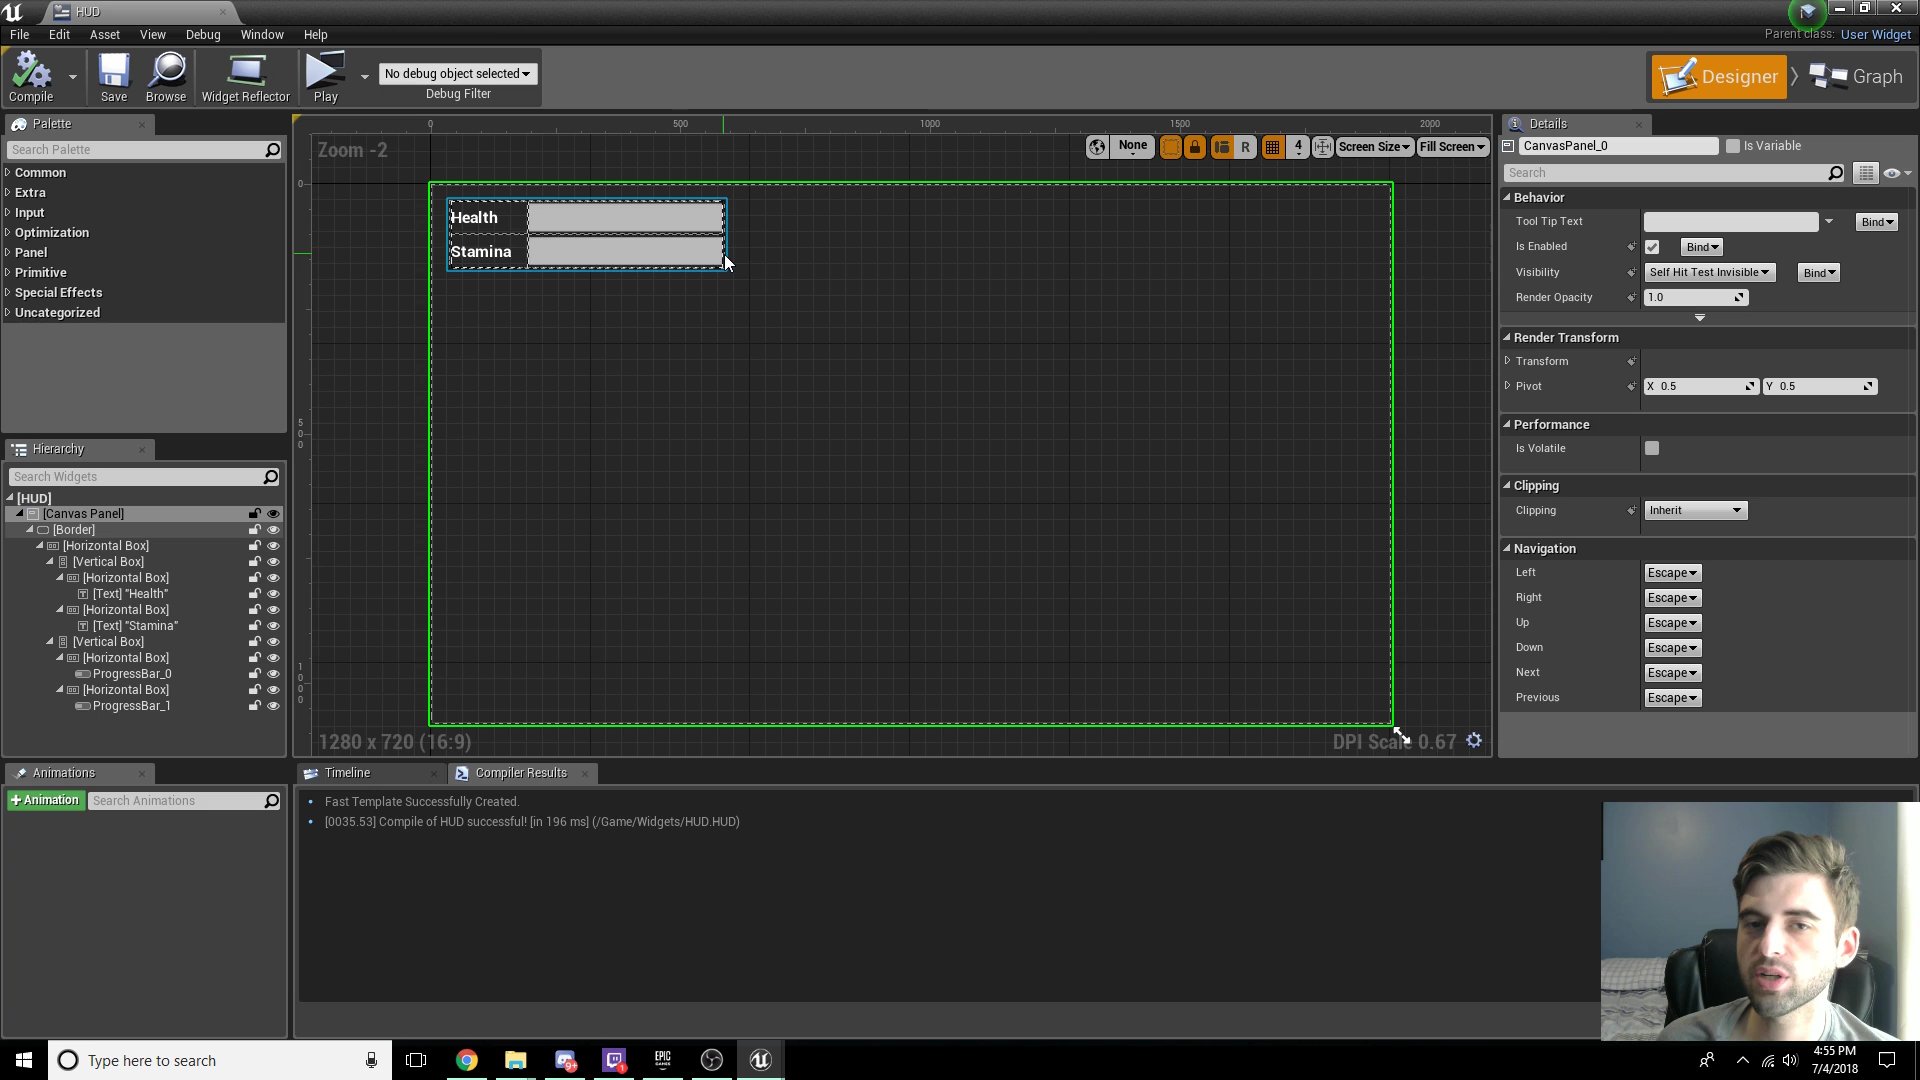 HUD
File Edit Asset View Debug Window Help
Parent class: User Widget
Compile
Save
Browse
Widget Reflector
Play
No debug object selected
Debug Filter
Designer
Graph
Palette
Search Palette
Common
Extra
Input
Optimization
Panel
Primitive
Special Effects
Uncategorized
Hierarchy
Search Widgets
[HUD]
[Canvas Panel]
[Border]
[Horizontal Box]
[Vertical Box]
[Horizontal Box]
[Text] "Health"
[Horizontal Box]
[Text] "Stamina"
[Vertical Box]
[Horizontal Box]
ProgressBar_0
[Horizontal Box]
ProgressBar_1
Animations
+Animation
Search Animations
0 500 1000 1500 2000
Zoom -2
None R 4 Screen Size Fill Screen
0
500
1000
Health
Stamina
1280 x 720 (16:9)
DPI Scale 0.67
Timeline
Compiler Results
• Fast Template Successfully Created.
• [0035.53] Compile of HUD successful! [in 196 ms] (/Game/Widgets/HUD.HUD)
Details
CanvasPanel_0 Is Variable
Search
Behavior
Tool Tip Text Bind
Is Enabled Bind
Visibility Self Hit Test Invisible Bind
Render Opacity 1.0
Render Transform
Transform
Pivot X 0.5 Y 0.5
Performance
Is Volatile
Clipping
Clipping Inherit
Navigation
Left Escape
Right Escape
Up Escape
Down Escape
Next Escape
Previous Escape
Type here to search
EPIC GAMES
4:55 PM
7/4/2018